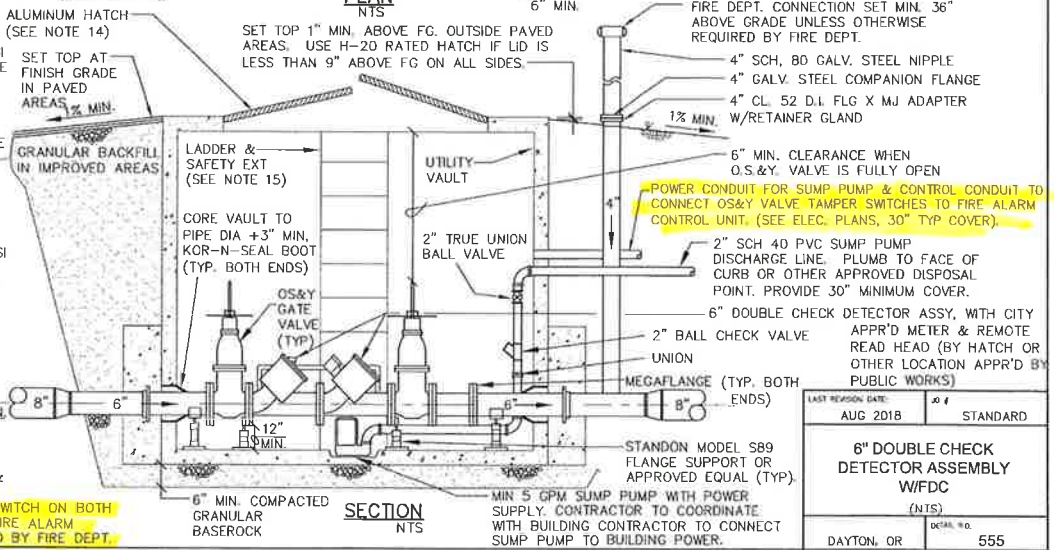 PLAN
NTS
6" MIN.
ALUMINUM HATCH
(SEE NOTE 14)
SET TOP AT
FINISH GRADE
IN PAVED
AREAS
1% MIN.
SET TOP 1" MIN. ABOVE FG. OUTSIDE PAVED
AREAS. USE H-20 RATED HATCH IF LID IS
LESS THAN 9" ABOVE FG ON ALL SIDES.
FIRE DEPT. CONNECTION SET MIN. 36"
ABOVE GRADE UNLESS OTHERWISE
REQUIRED BY FIRE DEPT.
4" SCH. 80 GALV. STEEL NIPPLE
4" GALV. STEEL COMPANION FLANGE
4" CL. 52 D.I. FLG X MJ ADAPTER
W/RETAINER GLAND
1% MIN.
GRANULAR BACKFILL
IN IMPROVED AREAS
LADDER &
SAFETY EXT
(SEE NOTE 15)
UTILITY
VAULT
6" MIN. CLEARANCE WHEN
O.S.&Y. VALVE IS FULLY OPEN
POWER CONDUIT FOR SUMP PUMP & CONTROL CONDUIT TO
CONNECT OS&Y VALVE TAMPER SWITCHES TO FIRE ALARM
CONTROL UNIT. (SEE ELEC. PLANS, 30" TYP COVER).
4"
CORE VAULT TO
PIPE DIA +3" MIN,
KOR-N-SEAL BOOT
(TYP. BOTH ENDS)
2" TRUE UNION
BALL VALVE
2" SCH 40 PVC SUMP PUMP
DISCHARGE LINE. PLUMB TO FACE OF
CURB OR OTHER APPROVED DISPOSAL
POINT. PROVIDE 30" MINIMUM COVER.
OS&Y
GATE
VALVE
(TYP)
6" DOUBLE CHECK DETECTOR ASSY, WITH CITY
APPR'D METER & REMOTE
READ HEAD (BY HATCH OR
OTHER LOCATION APPR'D BY
PUBLIC WORKS)
2" BALL CHECK VALVE
UNION
MEGAFLANGE (TYP. BOTH
ENDS)
8"
6"
6"
8"
12"
MIN.
STANDON MODEL S89
FLANGE SUPPORT OR
APPROVED EQUAL (TYP).
WITCH ON BOTH
IRE ALARM
D BY FIRE DEPT.
6" MIN. COMPACTED
GRANULAR
BASEROCK
SECTION
NTS
MIN 5 GPM SUMP PUMP WITH POWER
SUPPLY. CONTRACTOR TO COORDINATE
WITH BUILDING CONTRACTOR TO CONNECT
SUMP PUMP TO BUILDING POWER.
LAST REVISION DATE:
AUG 2018
STANDARD
6" DOUBLE CHECK
DETECTOR ASSEMBLY
W/FDC
(NTS)
DAYTON, OR
DETAIL NO.
555